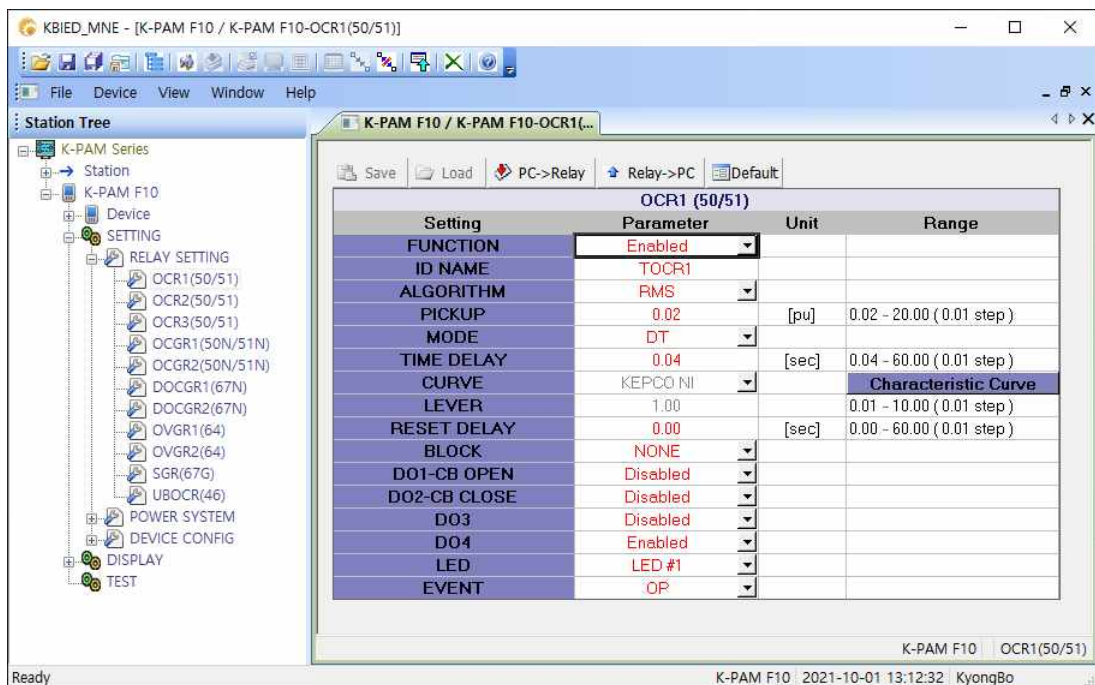 KBIED_MNE - [K-PAM F10 / K-PAM F10-OCR1(50/51)]
File Device View Window Help
Station Tree
K-PAM Series
Station
K-PAM F10
Device
SETTING
RELAY SETTING
OCR1(50/51)
OCR2(50/51)
OCR3(50/51)
OCGR1(50N/51N)
OCGR2(50N/51N)
DOCGR1(67N)
DOCGR2(67N)
OVGR1(64)
OVGR2(64)
SGR(67G)
UBOCR(46)
POWER SYSTEM
DEVICE CONFIG
DISPLAY
TEST
K-PAM F10 / K-PAM F10-OCR1(...
Save Load PC->Relay Relay->PC Default
OCR1 (50/51)
Setting Parameter Unit Range
FUNCTION Enabled
ID NAME TOCR1
ALGORITHM RMS
PICKUP 0.02 [pu] 0.02 - 20.00 ( 0.01 step )
MODE DT
TIME DELAY 0.04 [sec] 0.04 - 60.00 ( 0.01 step )
CURVE KEPCO NI Characteristic Curve
LEVER 1.00 0.01 - 10.00 ( 0.01 step )
RESET DELAY 0.00 [sec] 0.00 - 60.00 ( 0.01 step )
BLOCK NONE
DO1-CB OPEN Disabled
DO2-CB CLOSE Disabled
DO3 Disabled
DO4 Enabled
LED LED #1
EVENT OP
K-PAM F10 OCR1(50/51)
Ready K-PAM F10 2021-10-01 13:12:32 KyongBo